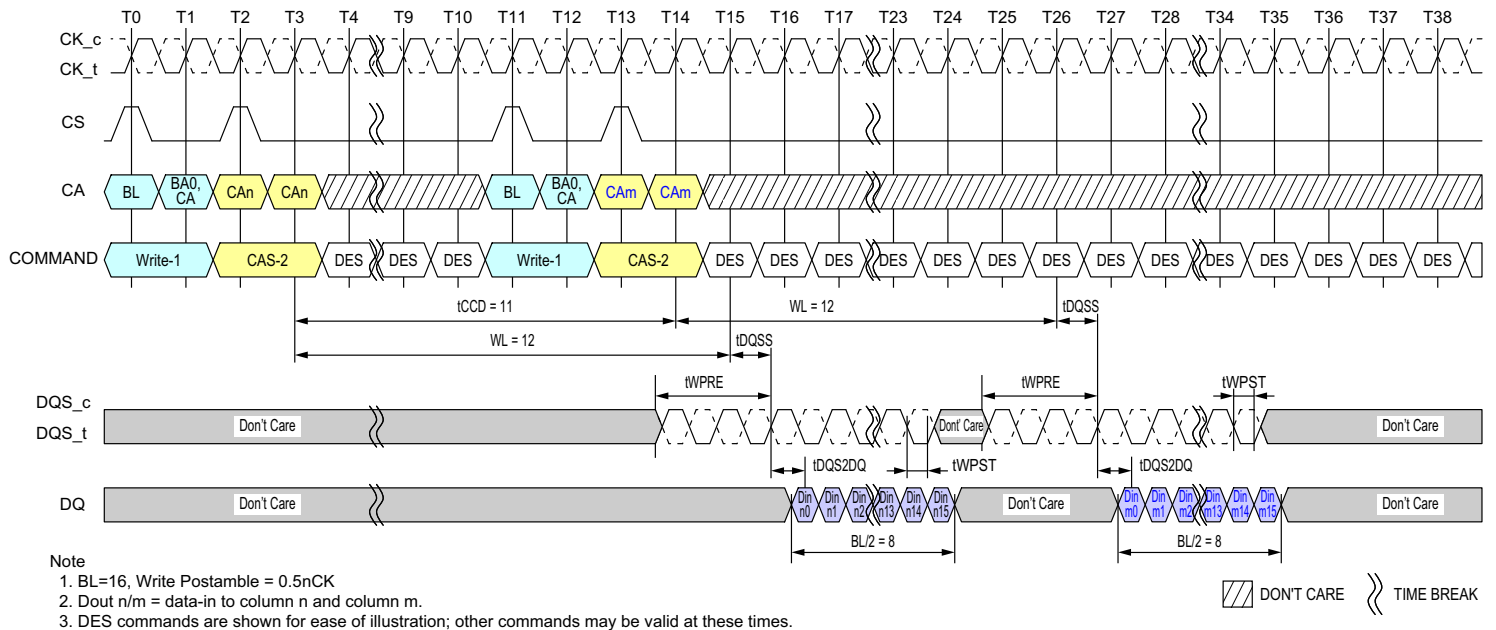 T0 T1 T2 T3 T4 T9 T10 T11 T12 T13 T14 T15 T16 T17 T23 T24 T25 T26 T27 T28 T34 T35 T36 T37 T38
CK_c
CK_t
CS
CA BL BA0, CA CAn CAn BL BA0, CA CAm CAm
COMMAND Write-1 CAS-2 DES DES DES Write-1 CAS-2 DES DES DES DES DES DES DES DES DES DES DES DES DES DES
tCCD = 11 WL = 12 tDQSS
WL = 12 tDQSS
tWPRE tWPRE tWPST
DQS_c
DQS_t Don't Care Dont' Care Don't Care
tDQS2DQ tWPST tDQS2DQ
DQ Don't Care Din n0 Din n1 Din n2 Din n13 Din n14 Din n15 Don't Care Din m0 Din m1 Din m2 Din m13 Din m14 Din m15 Don't Care
BL/2 = 8 BL/2 = 8
Note
1. BL=16, Write Postamble = 0.5nCK
2. Dout n/m = data-in to column n and column m.
3. DES commands are shown for ease of illustration; other commands may be valid at these times.
DON'T CARE TIME BREAK